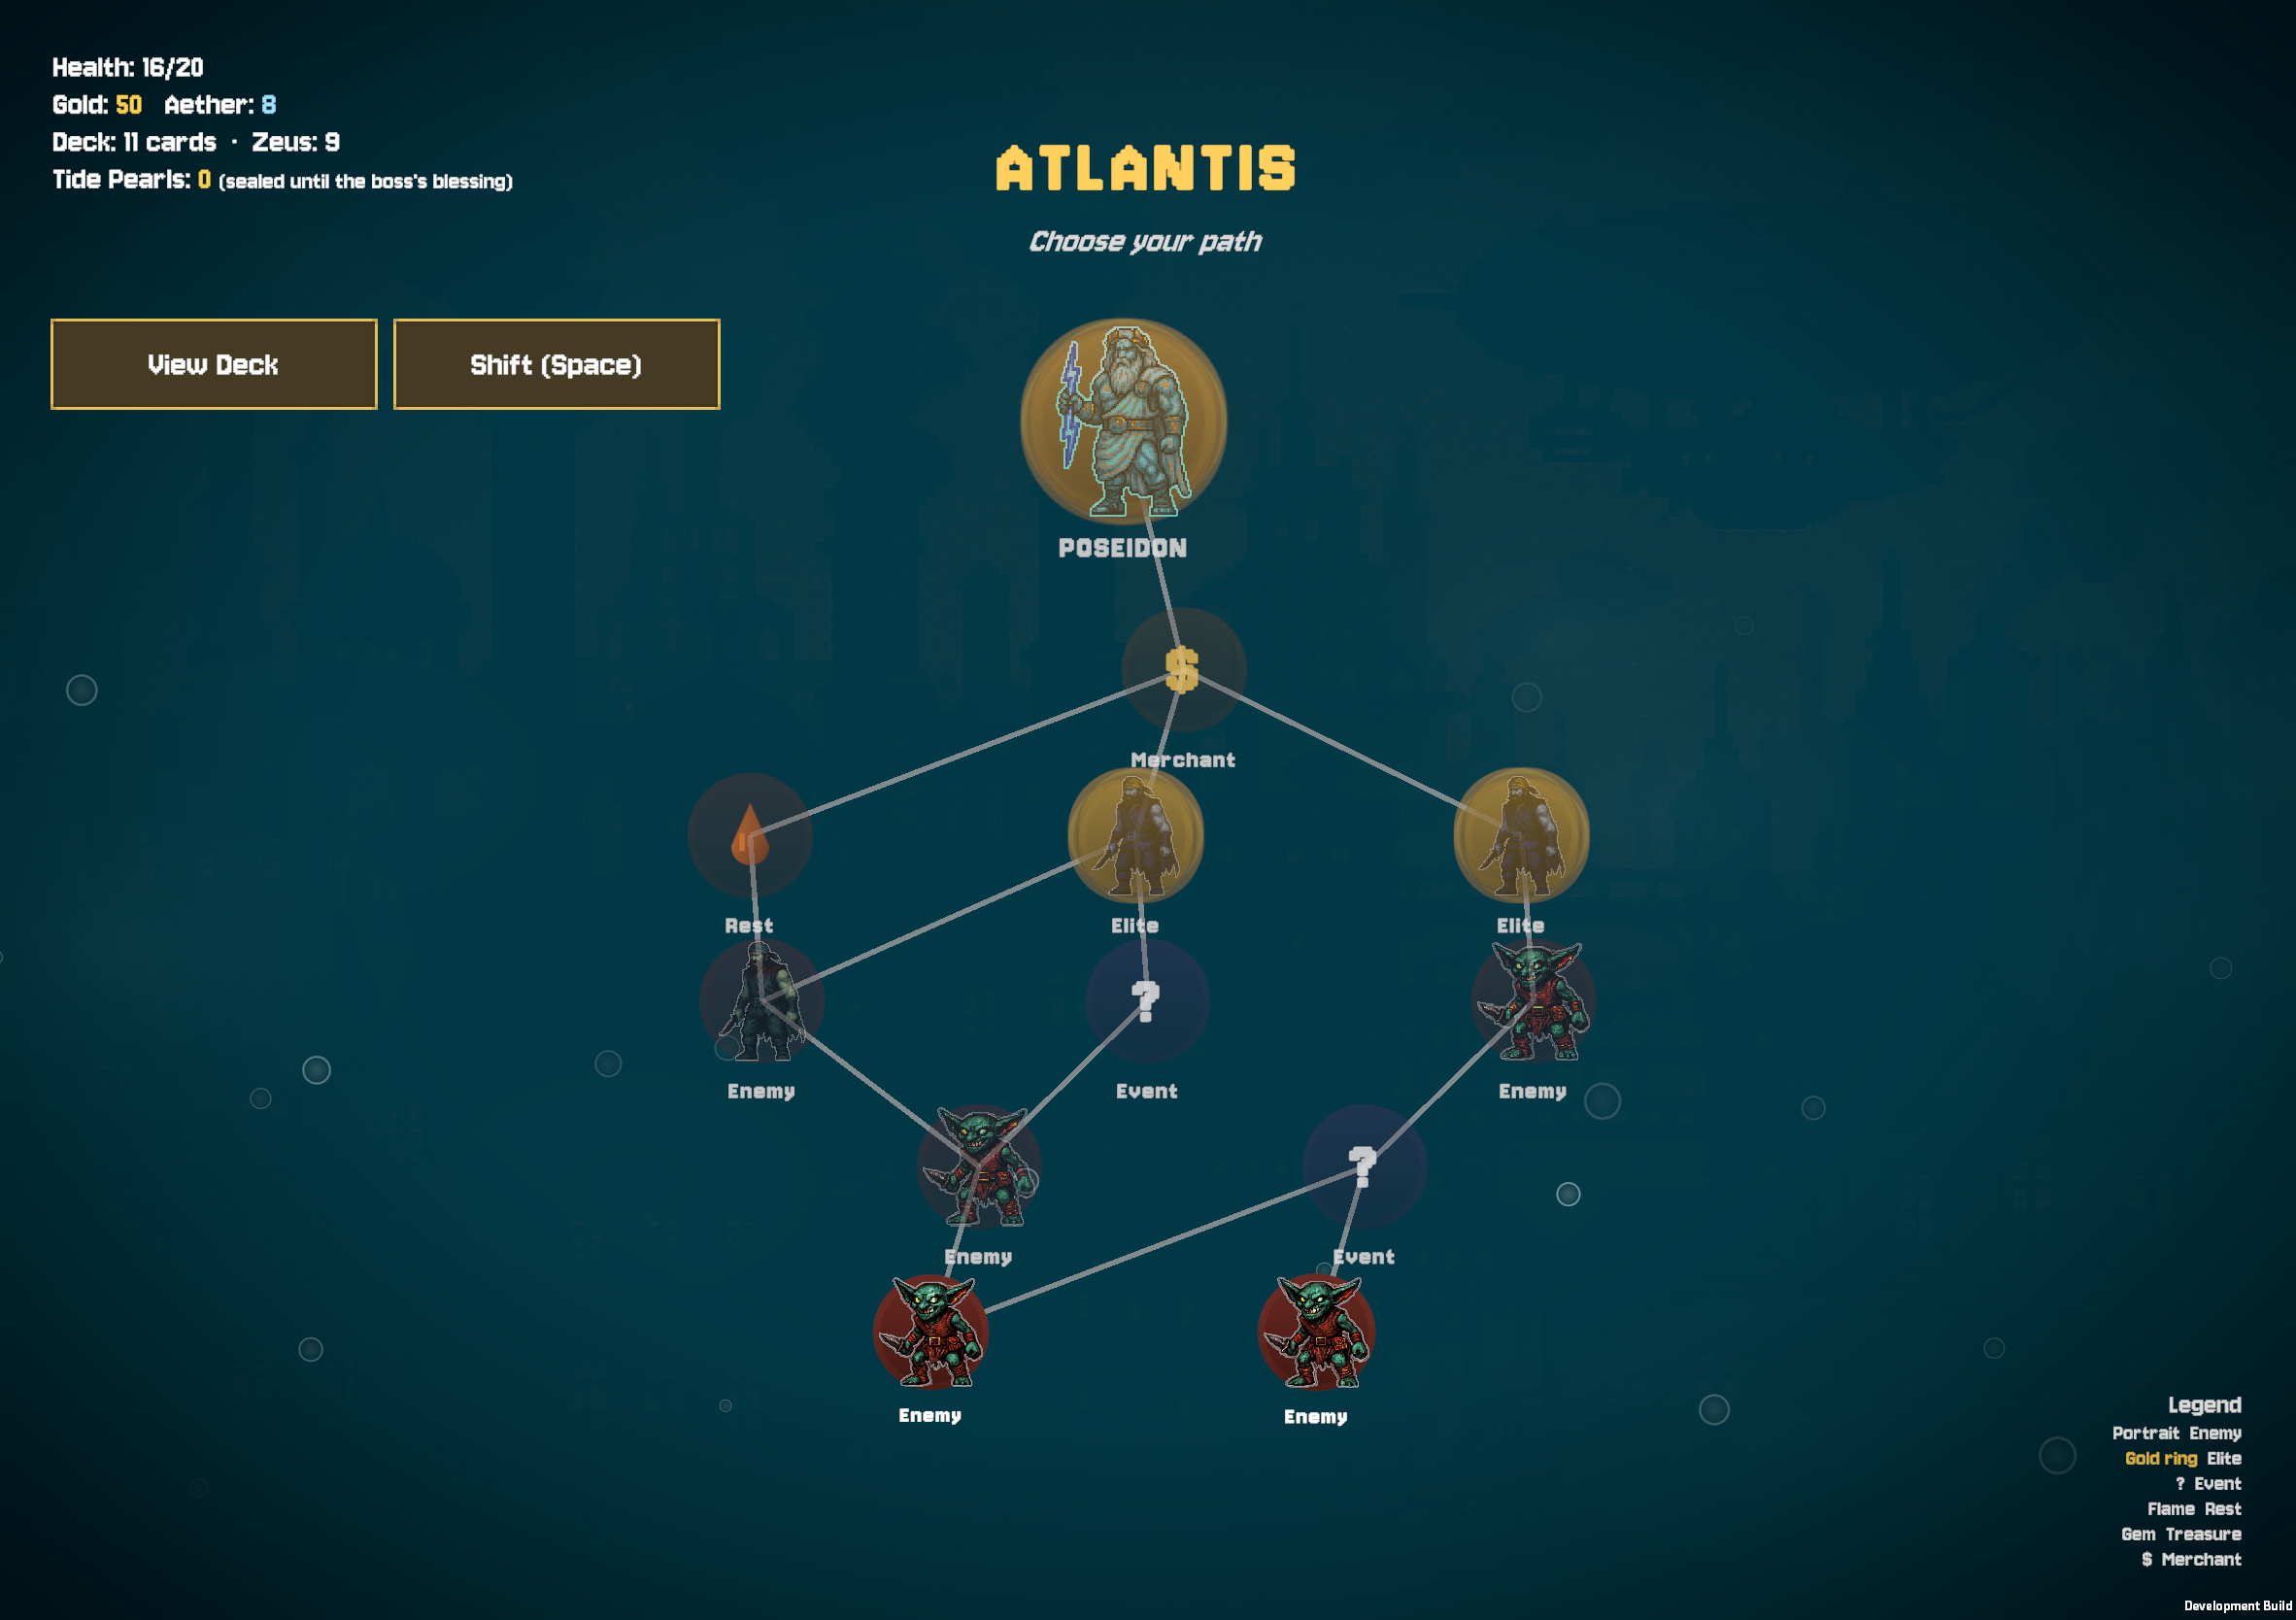 Health: 16/20
Gold: 50 Aether: 8
Deck: 11 cards · Zeus: 9
Tide Pearls: 0 (sealed until the boss's blessing)
ATLANTIS
Choose your path
View Deck
Shift (Space)
POSEIDON
$
Merchant
Rest
Elite
Elite
?
Enemy
Event
Enemy
?
Enemy
Event
Enemy
Enemy
Legend
Portrait Enemy
Gold ring Elite
? Event
Flame Rest
Gem Treasure
$ Merchant
Development Build